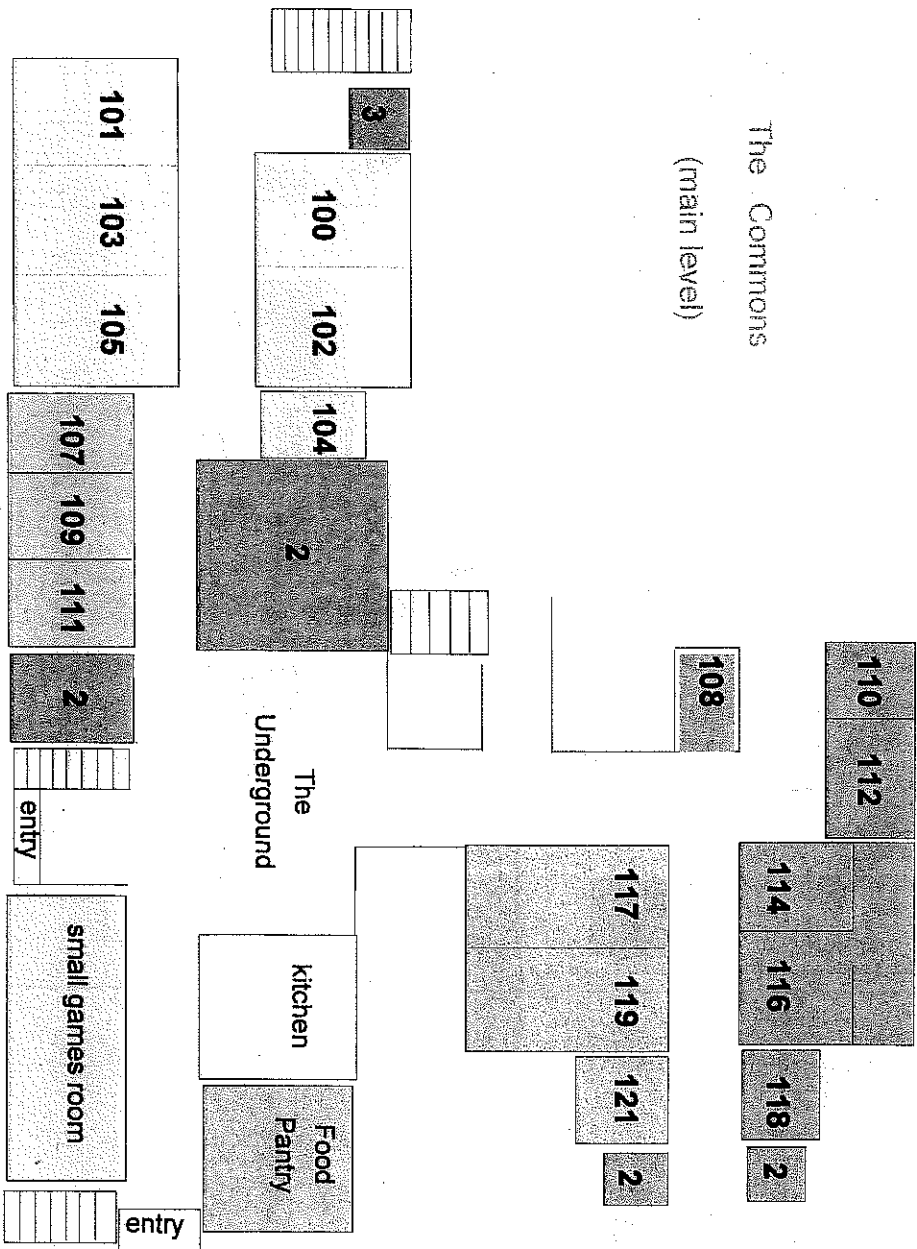 The Commons
(main level)
110
112
114
116
118
2
108
117
119
121
2
3
100
102
104
2
The
Underground
kitchen
Food
Pantry
101
103
105
107
109
111
2
entry
small games room
entry